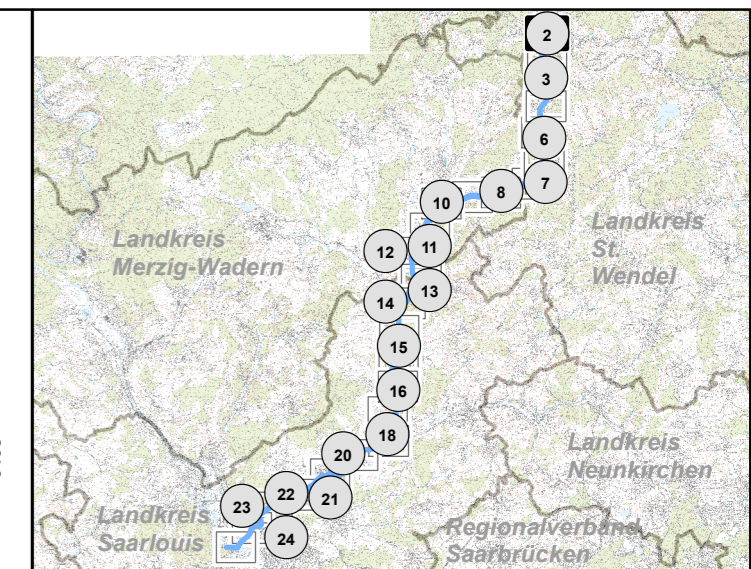 2
3
6
7
8
10
Landkreis
St.
Wendel
Landkreis
Merzig-Wadern
12
11
13
14
15
16
18
Landkreis
Neunkirchen
20
21
22
23
24
Landkreis
Saarlouis
Regionalverband
Saarbrücken